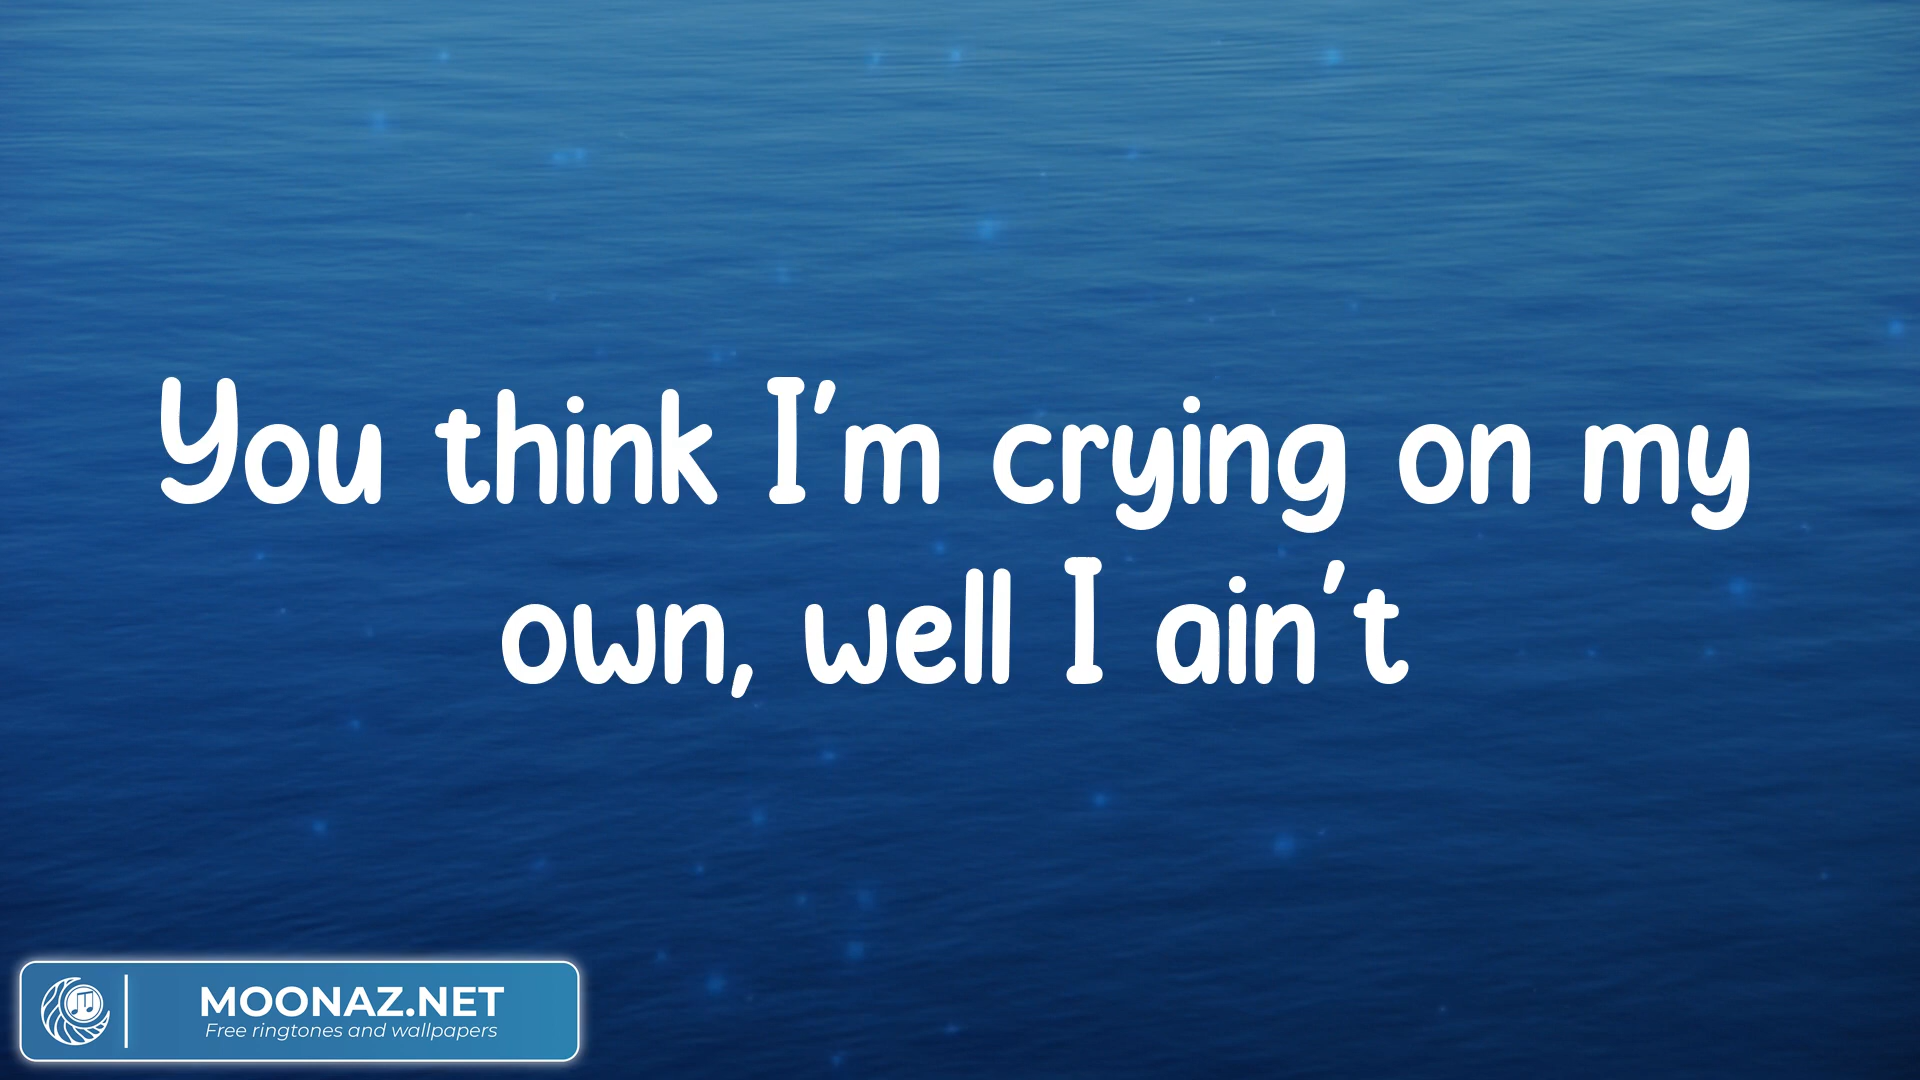 You think I'm crying on my
own, well I ain't
MOONAZ.NET
Free ringtones and wallpapers